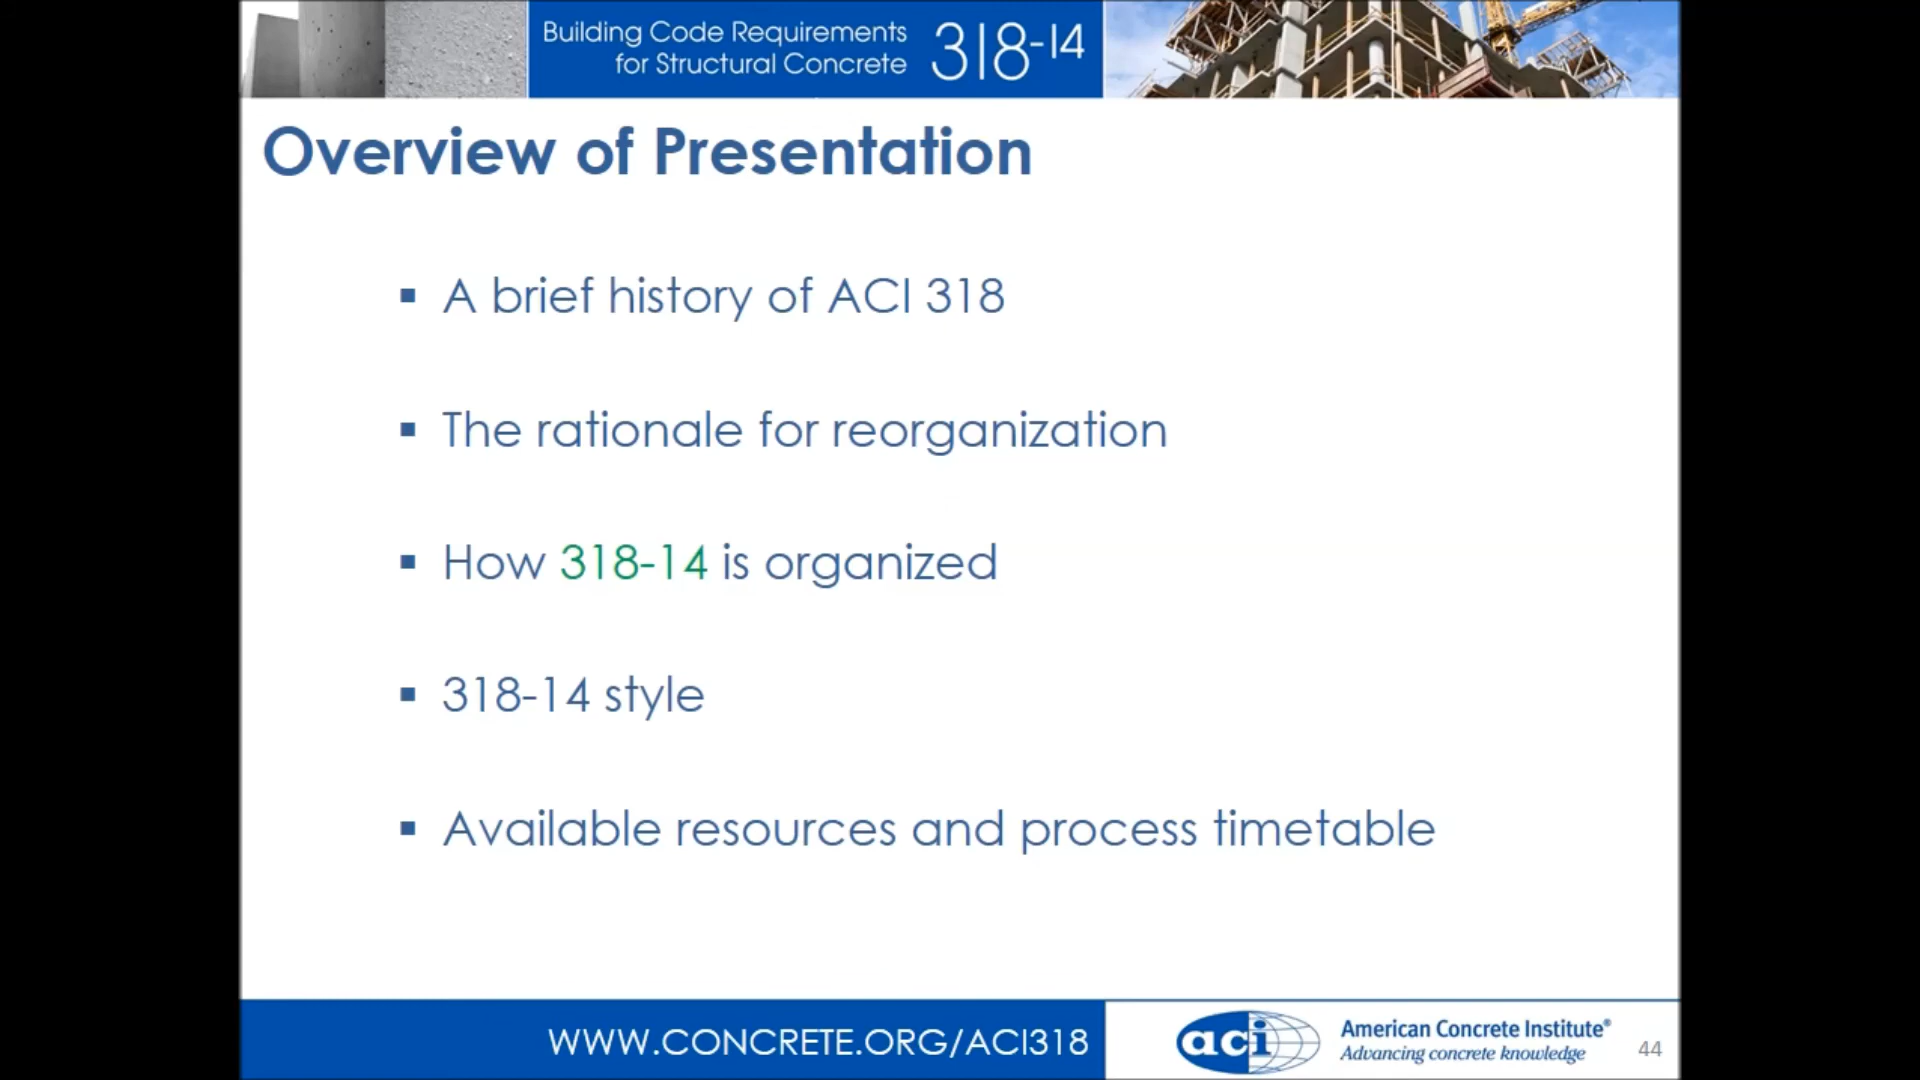 Building Code Requirements
for Structural Concrete
318-14
Overview of Presentation
▪ A brief history of ACI 318
▪ The rationale for reorganization
▪ How 318-14 is organized
▪ 318-14 style
▪ Available resources and process timetable
WWW.CONCRETE.ORG/ACI318
aci
American Concrete Institute®
Advancing concrete knowledge
44